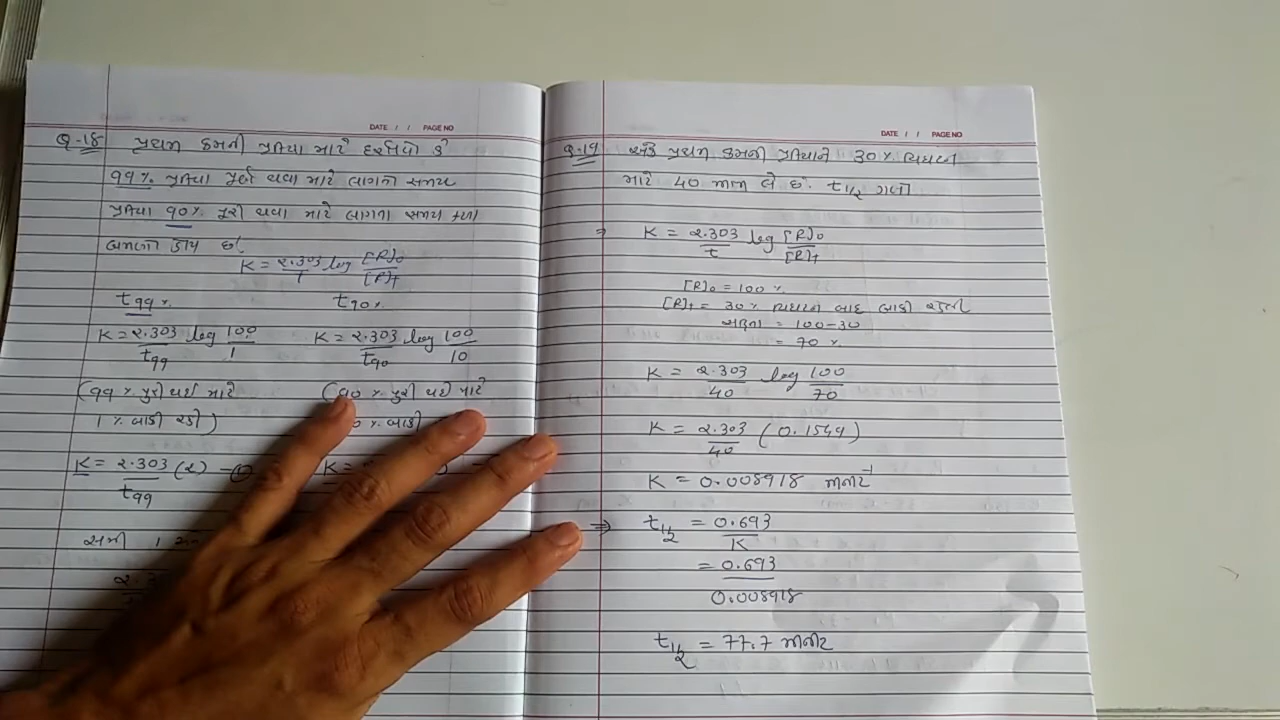 DATE / / PAGE NO
Q.18 પ્રથમ ક્રમની પ્રક્રિયા માટે દર્શાવો કે
99% પ્રક્રિયા પૂર્ણ થવા માટે લાગતો સમય
પ્રક્રિયા 90% પૂરી થવા માટે લાગતા સમય
બમણો હોય છે.
K = 2.303 log [R]₀
[R]t
t99% t90%
K = 2.303 log 100 K = 2.303 log 100
t99 1 t90 10
(99% પુરી થઈ માટે (90% પુરી થઈ માટે
1% બાકી રહી) % બાકી
K = 2.303 (2)
t99
સમી 1
DATE / / PAGE NO
Q.19 એક પ્રથમ ક્રમની પ્રક્રિયાને 30% વિઘટન
માટે 40 મિનિટ લે છે. t½ ગણો
K = 2.303 log [R]₀
t [R]t
[R]₀ = 100%
[R]t = 30% વિઘટન બાદ બાકી રહેલી
સાંદ્રતા = 100-30
= 70%
K = 2.303 log 100
40 70
K = 2.303 (0.1549)
40
K = 0.008918 મિનીટ⁻¹
⇒ t½ = 0.693
K
= 0.693
0.008918
t½ = 77.7 મિનીટ